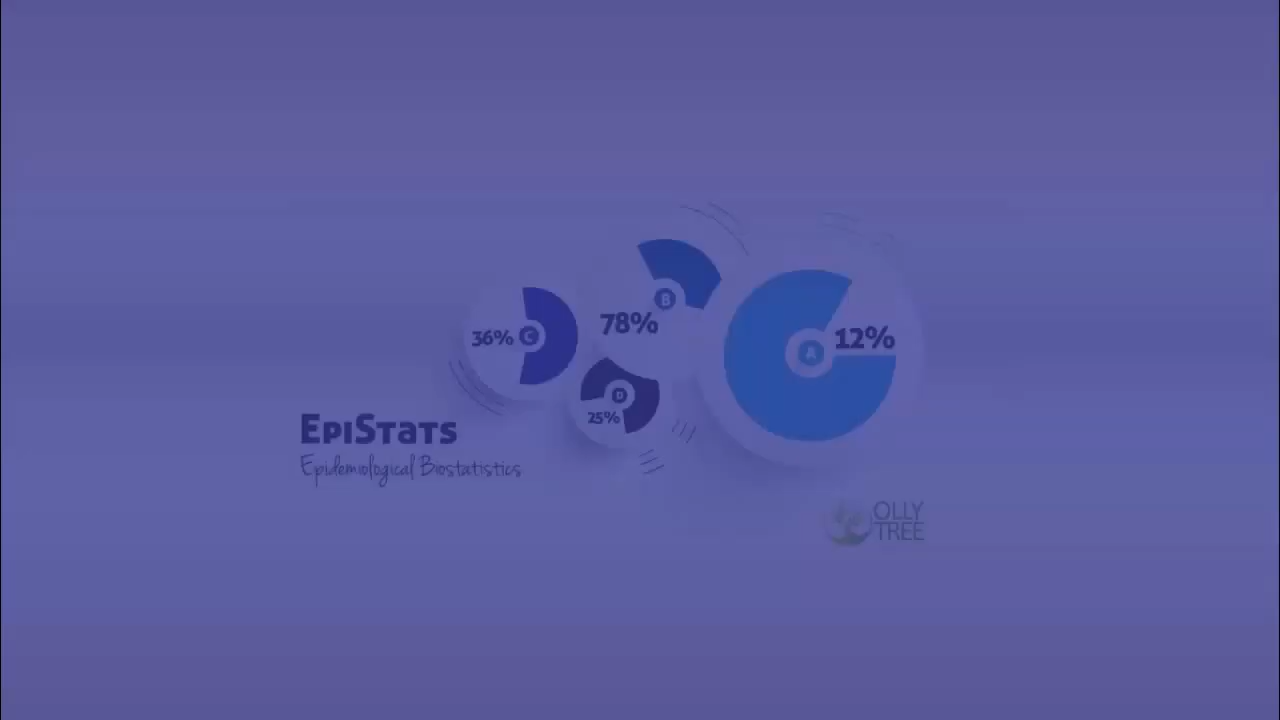 B
78%
36% C
A 12%
D
25%
EpiStats
Epidemiological Biostatistics
OLLY
TREE